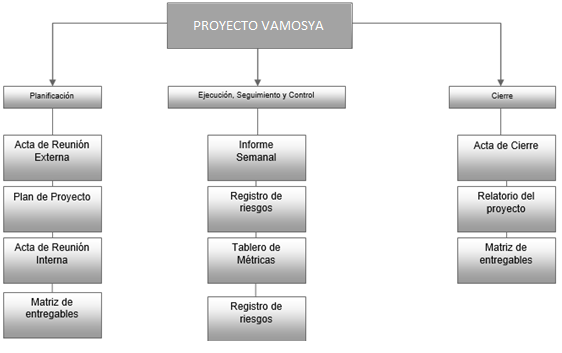 PROYECTO VAMOSYA
Planificación
Ejecución, Seguimiento y Control
Cierre
Acta de Reunión
Externa
Plan de Proyecto
Acta de Reunión
Interna
Matriz de
entregables
Informe
Semanal
Registro de
riesgos
Tablero de
Métricas
Registro de
riesgos
Acta de Cierre
Relatorio del
proyecto
Matriz de
entregables